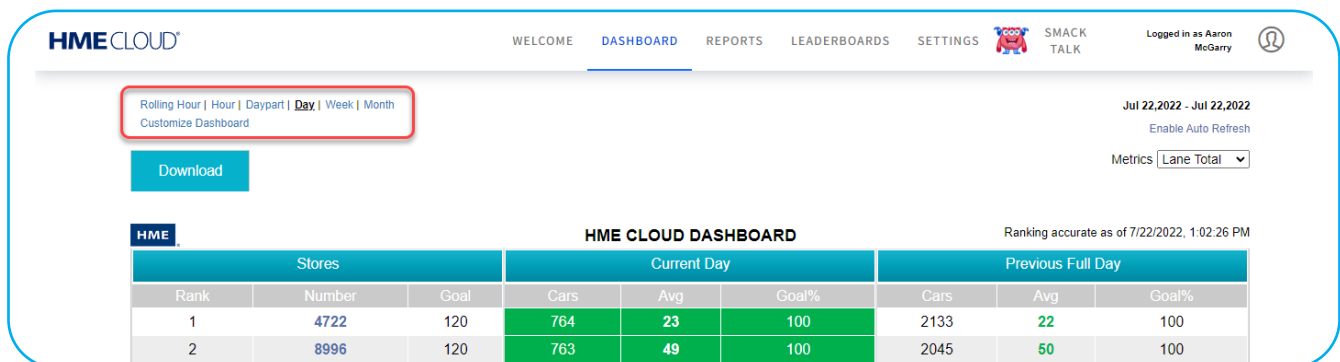 HME CLOUD®
WELCOME DASHBOARD REPORTS LEADERBOARDS SETTINGS SMACK TALK Logged in as Aaron McGarry
Rolling Hour | Hour | Daypart | Day | Week | Month
Customize Dashboard
Jul 22,2022 - Jul 22,2022
Enable Auto Refresh
Download
Metrics Lane Total
HME HME CLOUD DASHBOARD Ranking accurate as of 7/22/2022, 1:02:26 PM
Stores Current Day Previous Full Day
Rank Number Goal Cars Avg Goal% Cars Avg Goal%
1 4722 120 764 23 100 2133 22 100
2 8996 120 763 49 100 2045 50 100